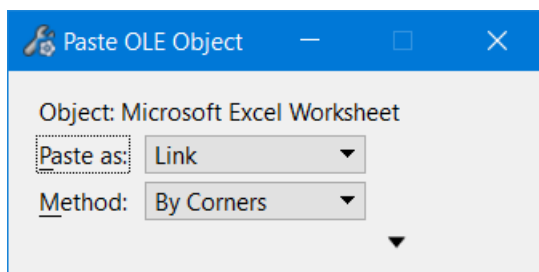 Paste OLE Object
Object: Microsoft Excel Worksheet
Paste as: Link
Method: By Corners